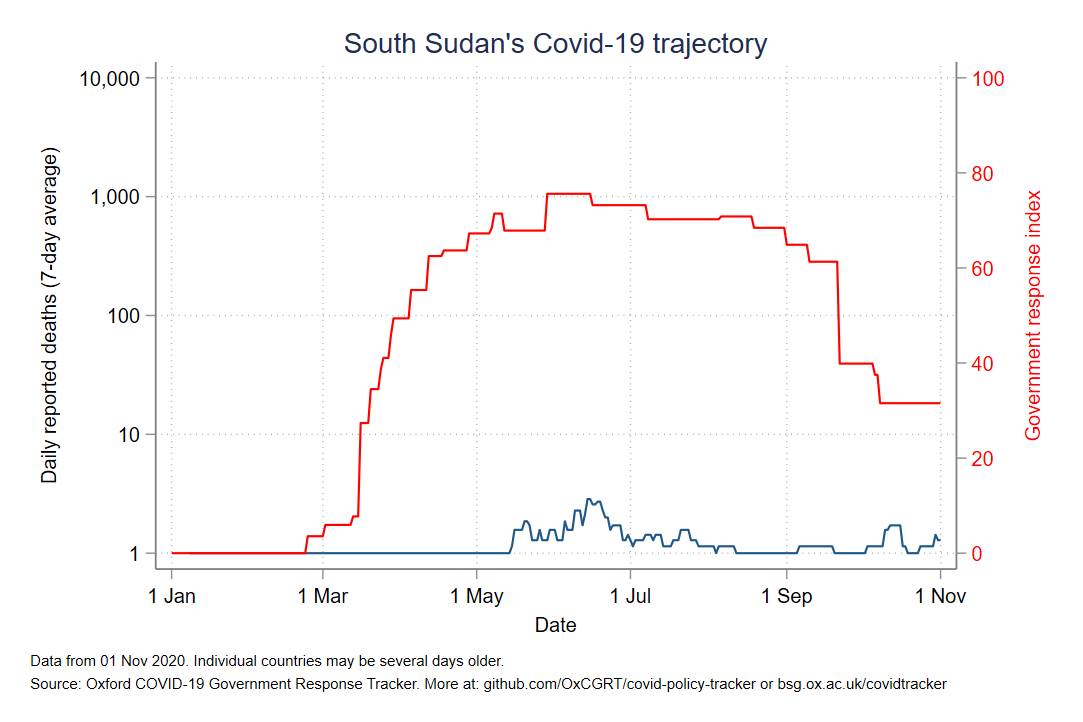 South Sudan's Covid-19 trajectory
Daily reported deaths (7-day average)
10,000
1,000
100
10
1
100
80
60
40
20
0
Government response index
1 Jan
1 Mar
1 May
1 Jul
1 Sep
1 Nov
Date
Data from 01 Nov 2020. Individual countries may be several days older.
Source: Oxford COVID-19 Government Response Tracker. More at: github.com/OxCGRT/covid-policy-tracker or bsg.ox.ac.uk/covidtracker